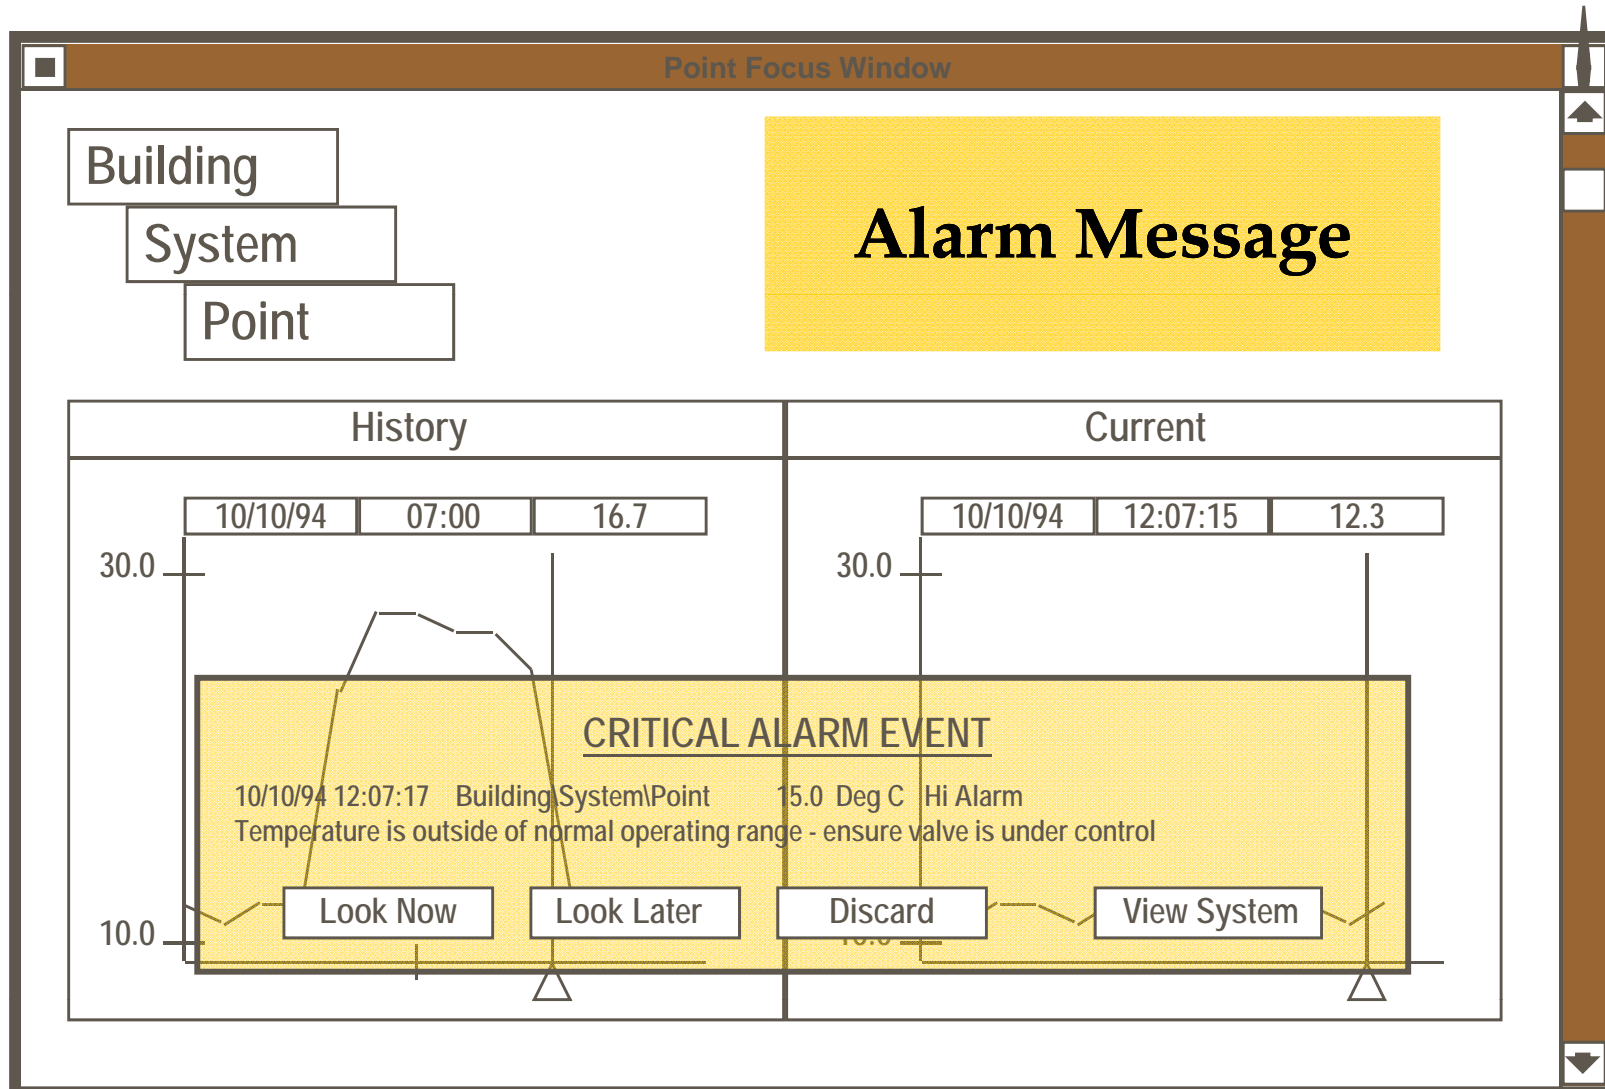 Point Focus Window
Building
System
Point
Alarm Message
History
Current
10/10/94 07:00 16.7
10/10/94 12:07:15 12.3
30.0
30.0
CRITICAL ALARM EVENT
10/10/94 12:07:17 Building\System\Point 15.0 Deg C Hi Alarm
Temperature is outside of normal operating range - ensure valve is under control
Look Now
Look Later
Discard
View System
10.0
10.0